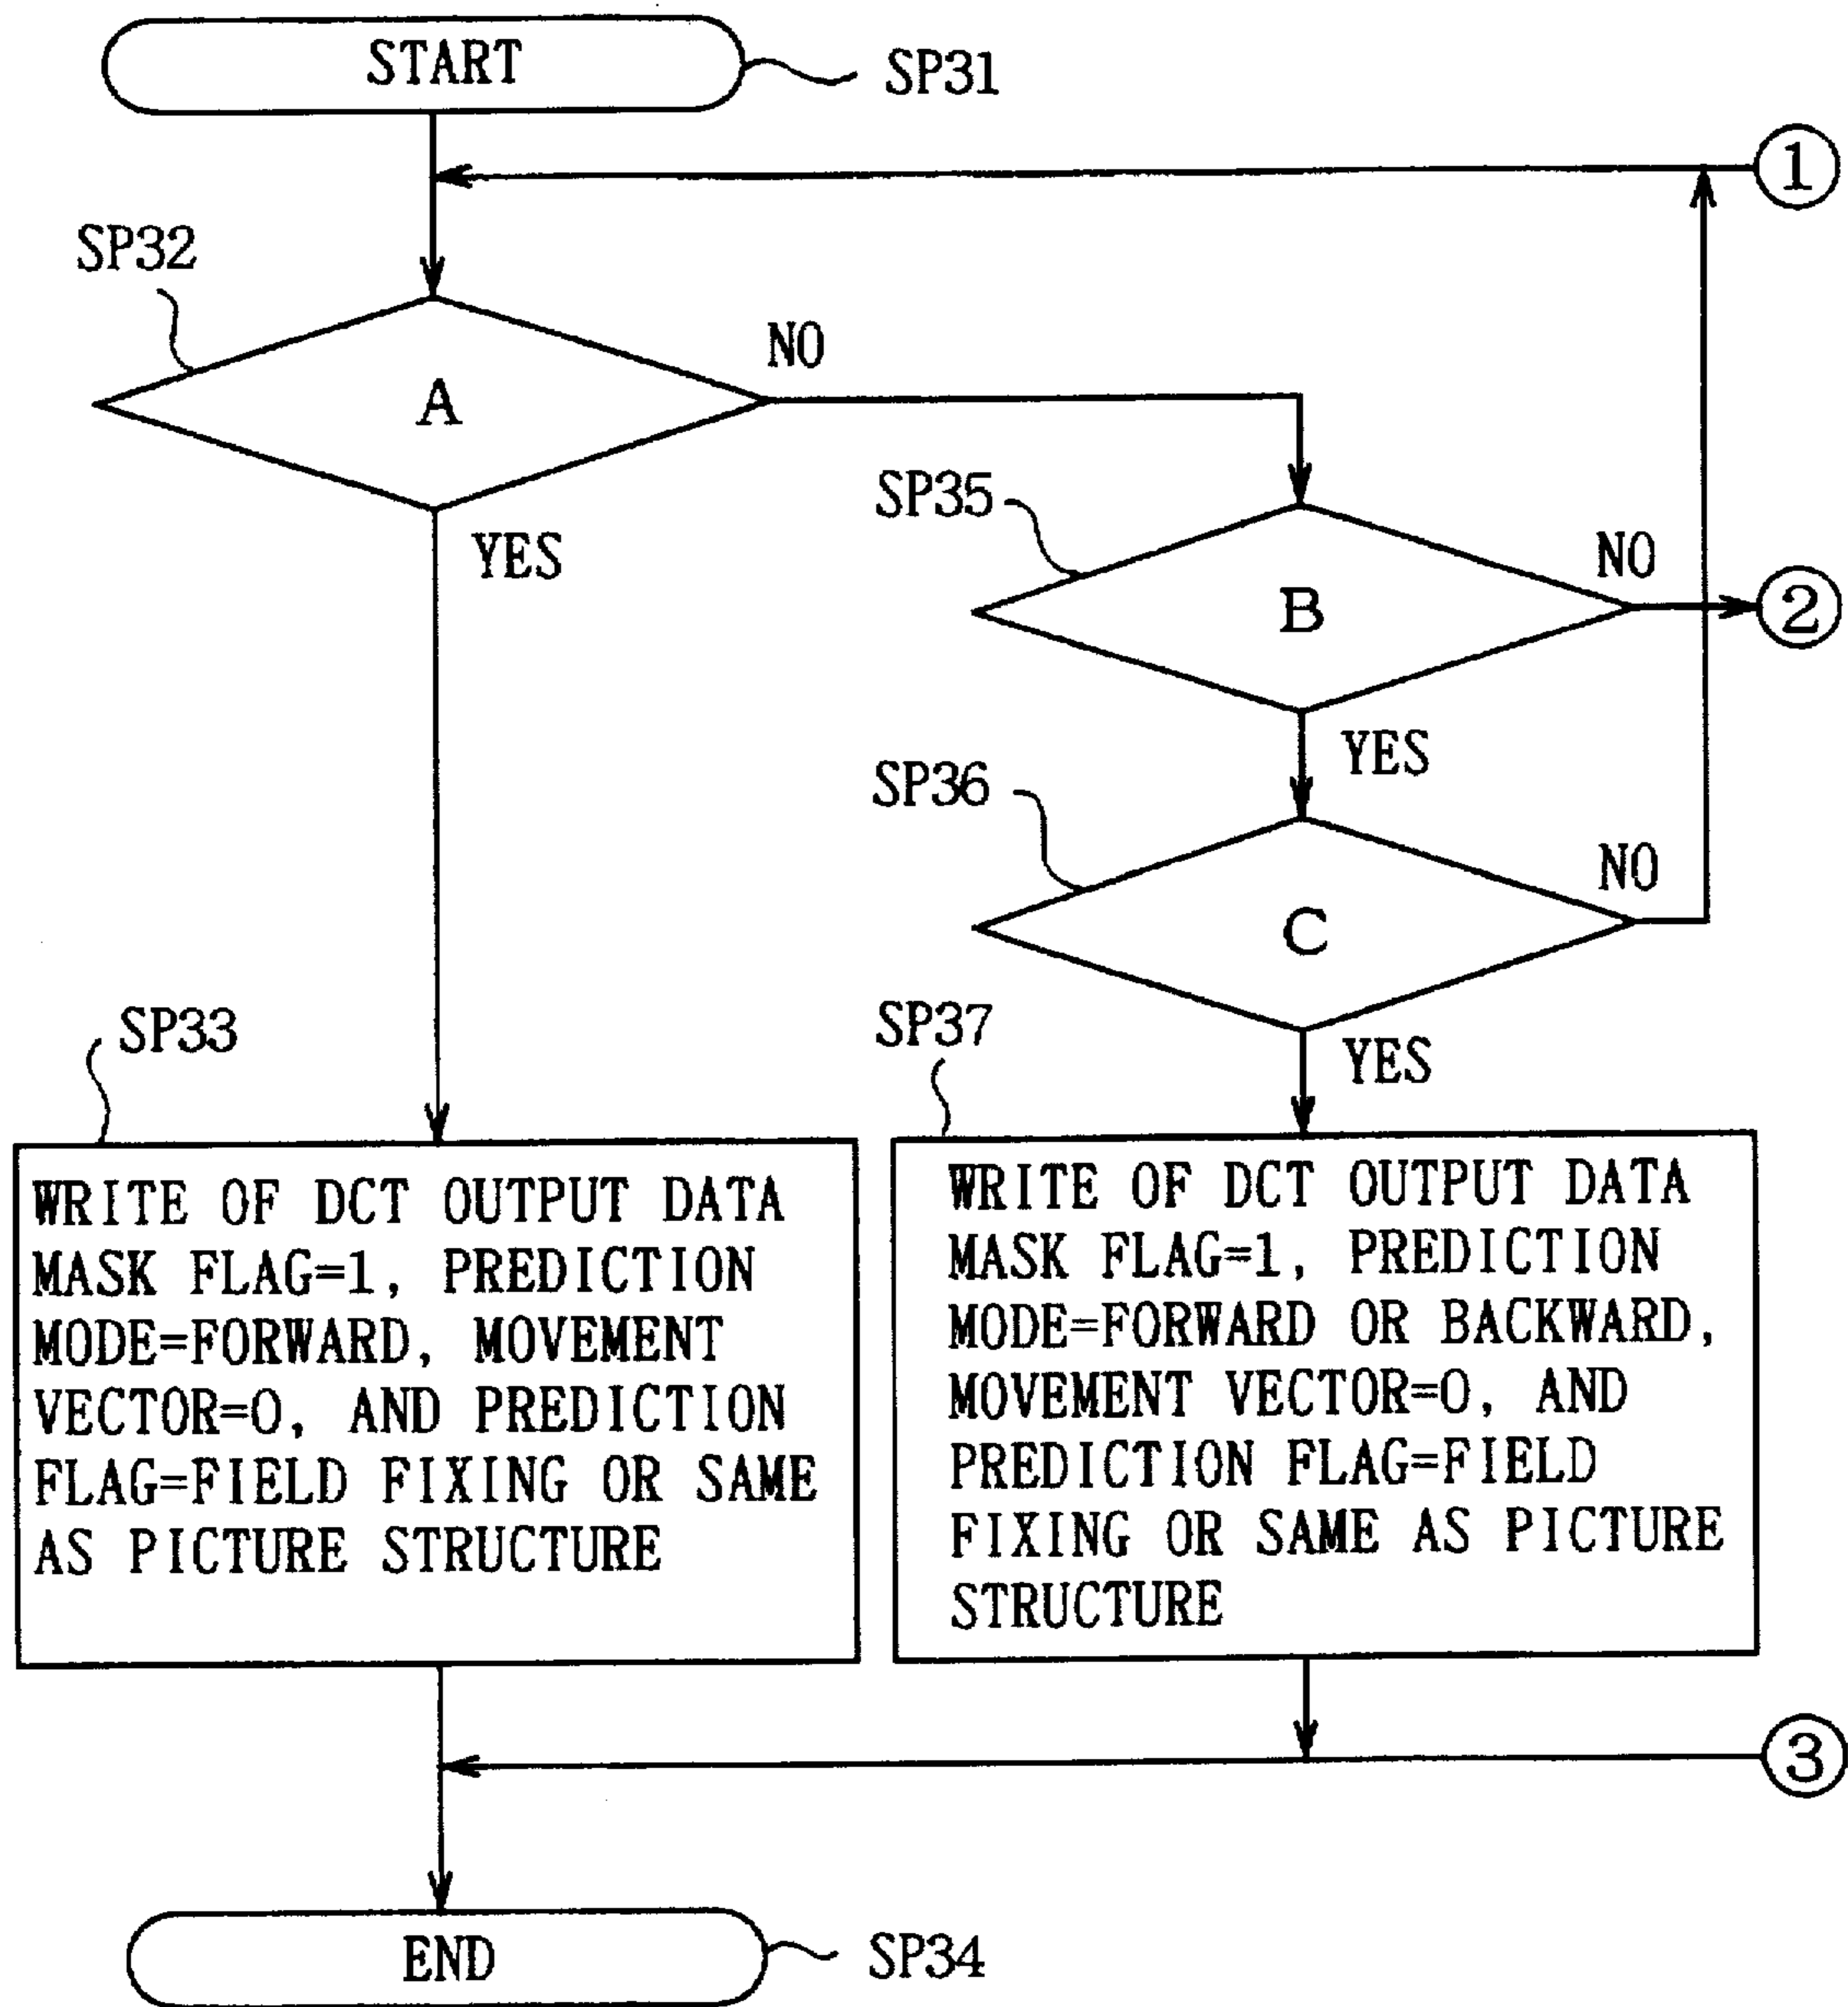 START
SP31
①
SP32
NO
A
SP35
YES
NO
B
②
YES
SP36
NO
C
SP33
SP37
YES
WRITE OF DCT OUTPUT DATA
MASK FLAG=1, PREDICTION
MODE=FORWARD, MOVEMENT
VECTOR=0, AND PREDICTION
FLAG=FIELD FIXING OR SAME
AS PICTURE STRUCTURE
WRITE OF DCT OUTPUT DATA
MASK FLAG=1, PREDICTION
MODE=FORWARD OR BACKWARD,
MOVEMENT VECTOR=0, AND
PREDICTION FLAG=FIELD
FIXING OR SAME AS PICTURE
STRUCTURE
③
END
SP34